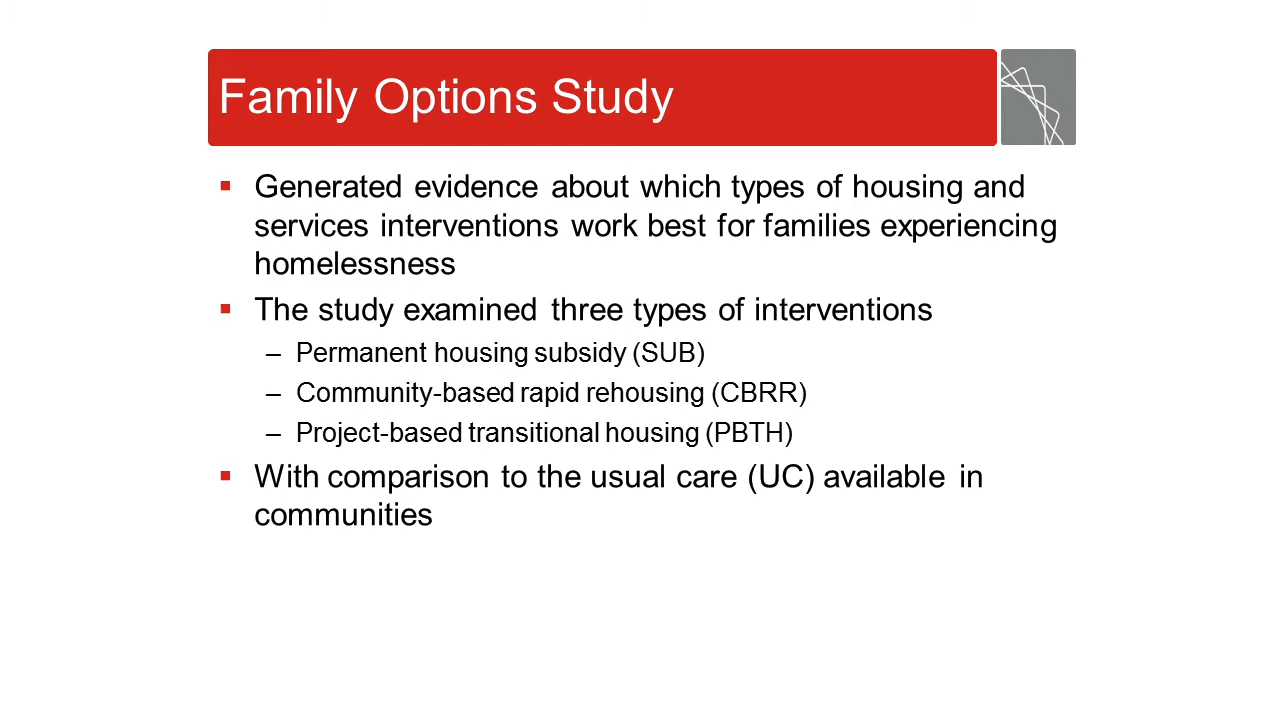 Family Options Study
▪ Generated evidence about which types of housing and
services interventions work best for families experiencing
homelessness
▪ The study examined three types of interventions
– Permanent housing subsidy (SUB)
– Community-based rapid rehousing (CBRR)
– Project-based transitional housing (PBTH)
▪ With comparison to the usual care (UC) available in
communities